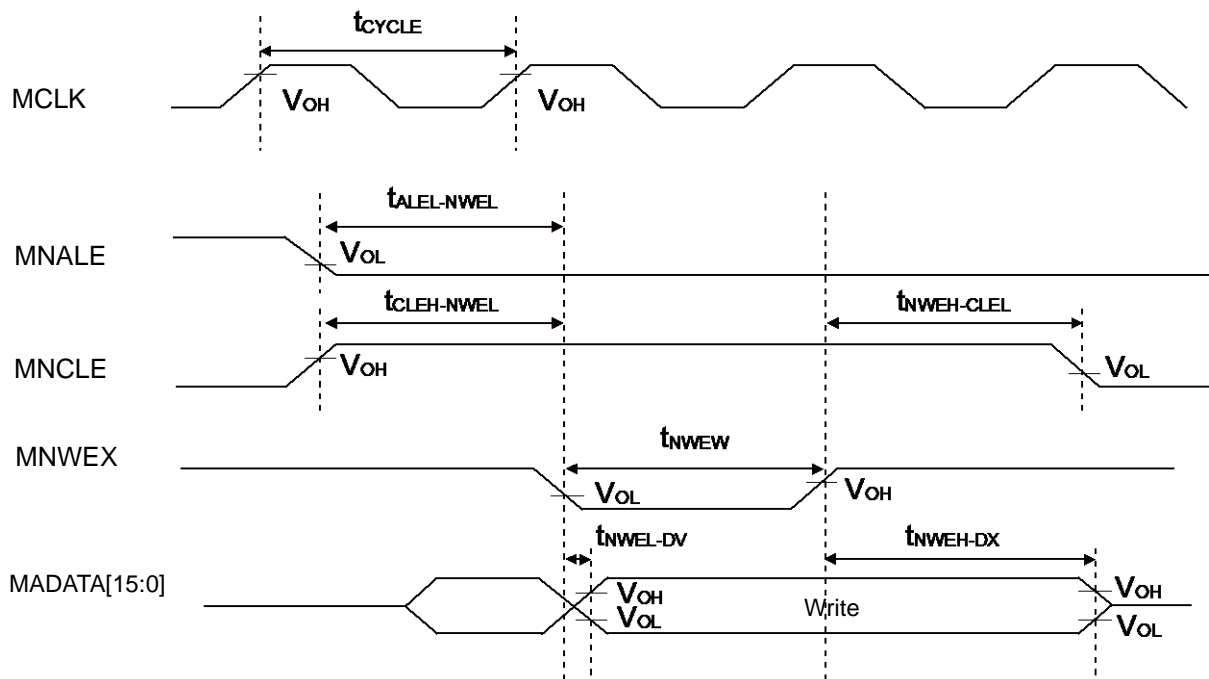 tCYCLE
MCLK
VOH VOH
tALEL-NWEL
MNALE
VOL
tCLEH-NWEL tNWEH-CLEL
MNCLE
VOH VOL
tNWEW
MNWEX
VOL VOH
tNWEL-DV tNWEH-DX
MADATA[15:0]
VOH Write VOH
VOL VOL